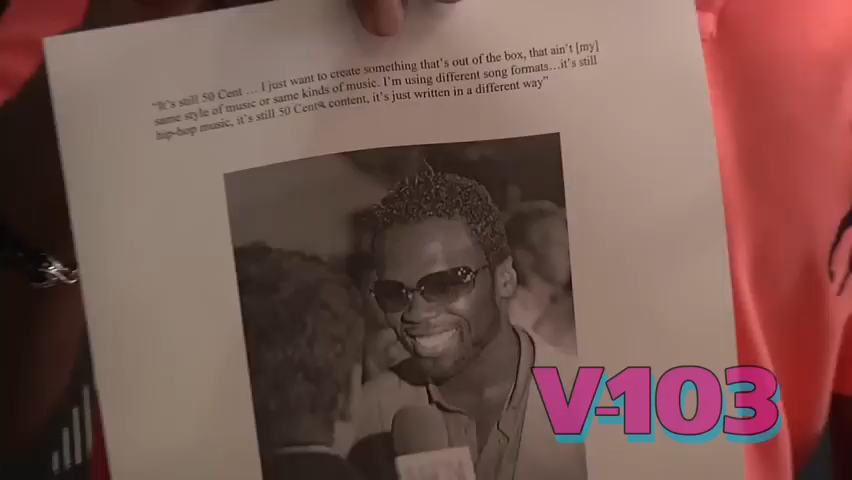 "It's still 50 Cent ... I just want to create something that's out of the box, that ain't [my]
same style of music or same kinds of music. I'm using different song formats...it's still
hip-hop music, it's still 50 Cent content, it's just written in a different way"
V-103